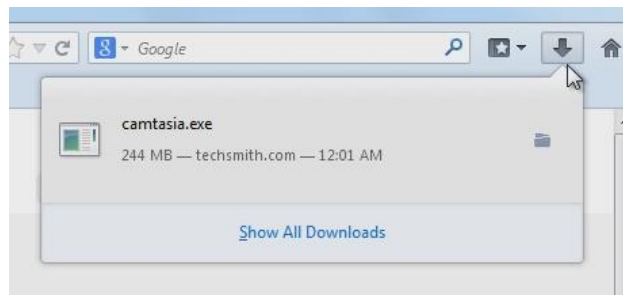 Google
camtasia.exe
244 MB — techsmith.com — 12:01 AM
Show All Downloads